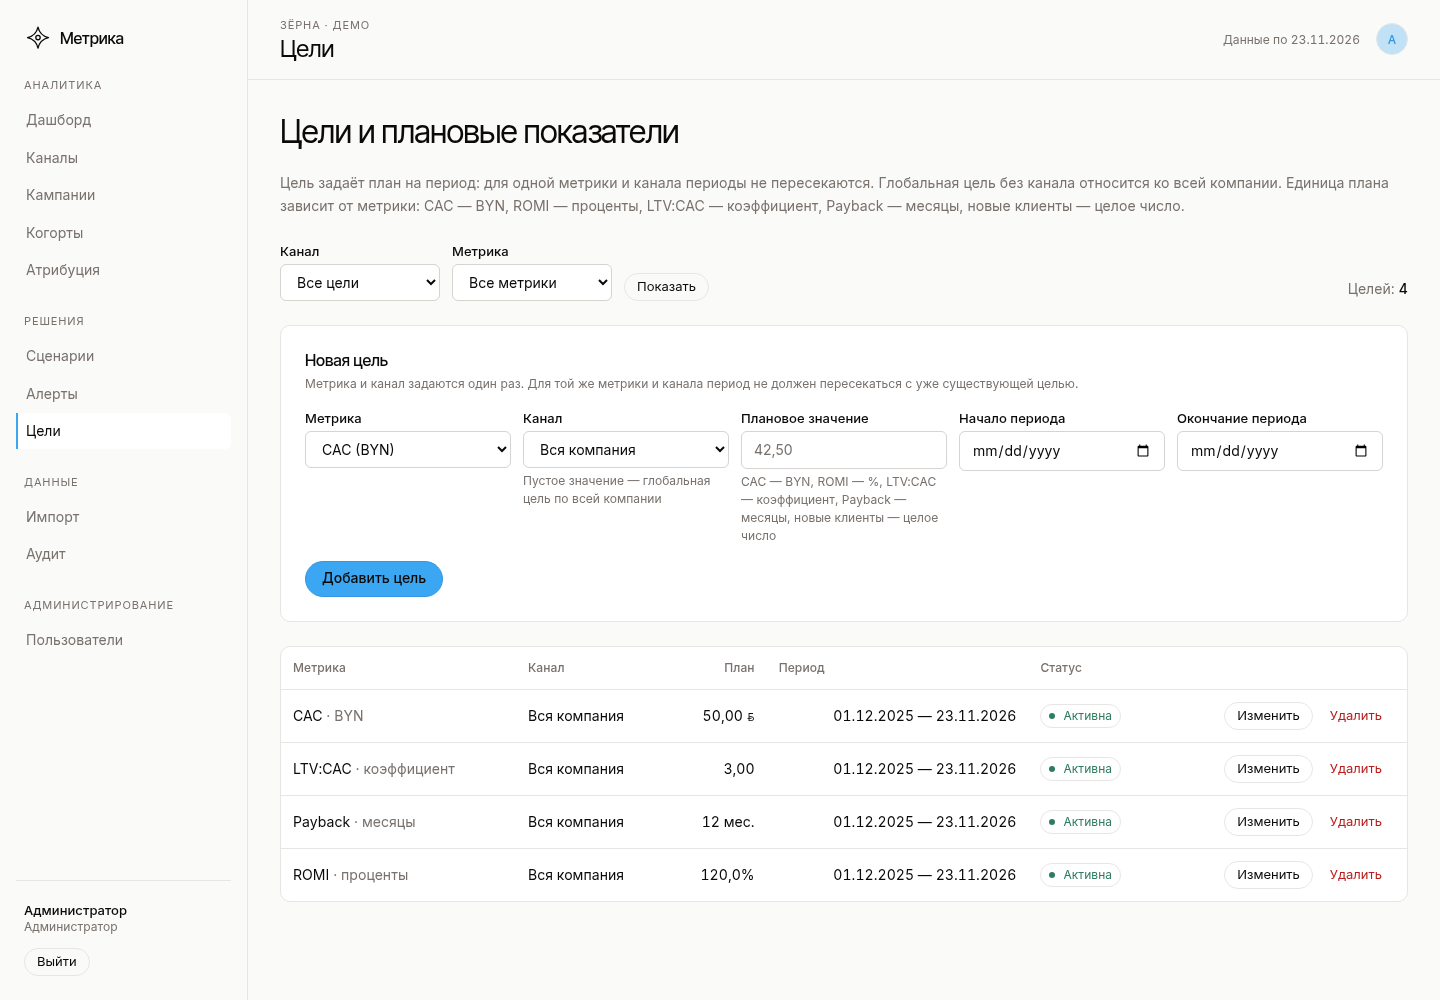 Метрика
АНАЛИТИКА
Дашборд
Каналы
Кампании
Когорты
Атрибуция
РЕШЕНИЯ
Сценарии
Алерты
Цели
ДАННЫЕ
Импорт
Аудит
АДМИНИСТРИРОВАНИЕ
Пользователи
Администратор
Администратор
Выйти
ЗЁРНА · ДЕМО
Цели
Данные по 23.11.2026
А
Цели и плановые показатели
Цель задаёт план на период: для одной метрики и канала периоды не пересекаются. Глобальная цель без канала относится ко всей компании. Единица плана
зависит от метрики: CAC — BYN, ROMI — проценты, LTV:CAC — коэффициент, Payback — месяцы, новые клиенты — целое число.
Канал Метрика
Все цели Все метрики Показать
Целей: 4
Новая цель
Метрика и канал задаются один раз. Для той же метрики и канала период не должен пересекаться с уже существующей целью.
Метрика Канал Плановое значение Начало периода Окончание периода
CAC (BYN) Вся компания 42,50 mm/dd/yyyy mm/dd/yyyy
Пустое значение — глобальная
цель по всей компании
CAC — BYN, ROMI — %, LTV:CAC
— коэффициент, Payback —
месяцы, новые клиенты — целое
число
Добавить цель
Метрика Канал План Период Статус
CAC · BYN Вся компания 50,00 Ƃ 01.12.2025 — 23.11.2026 Активна Изменить Удалить
LTV:CAC · коэффициент Вся компания 3,00 01.12.2025 — 23.11.2026 Активна Изменить Удалить
Payback · месяцы Вся компания 12 мес. 01.12.2025 — 23.11.2026 Активна Изменить Удалить
ROMI · проценты Вся компания 120,0% 01.12.2025 — 23.11.2026 Активна Изменить Удалить